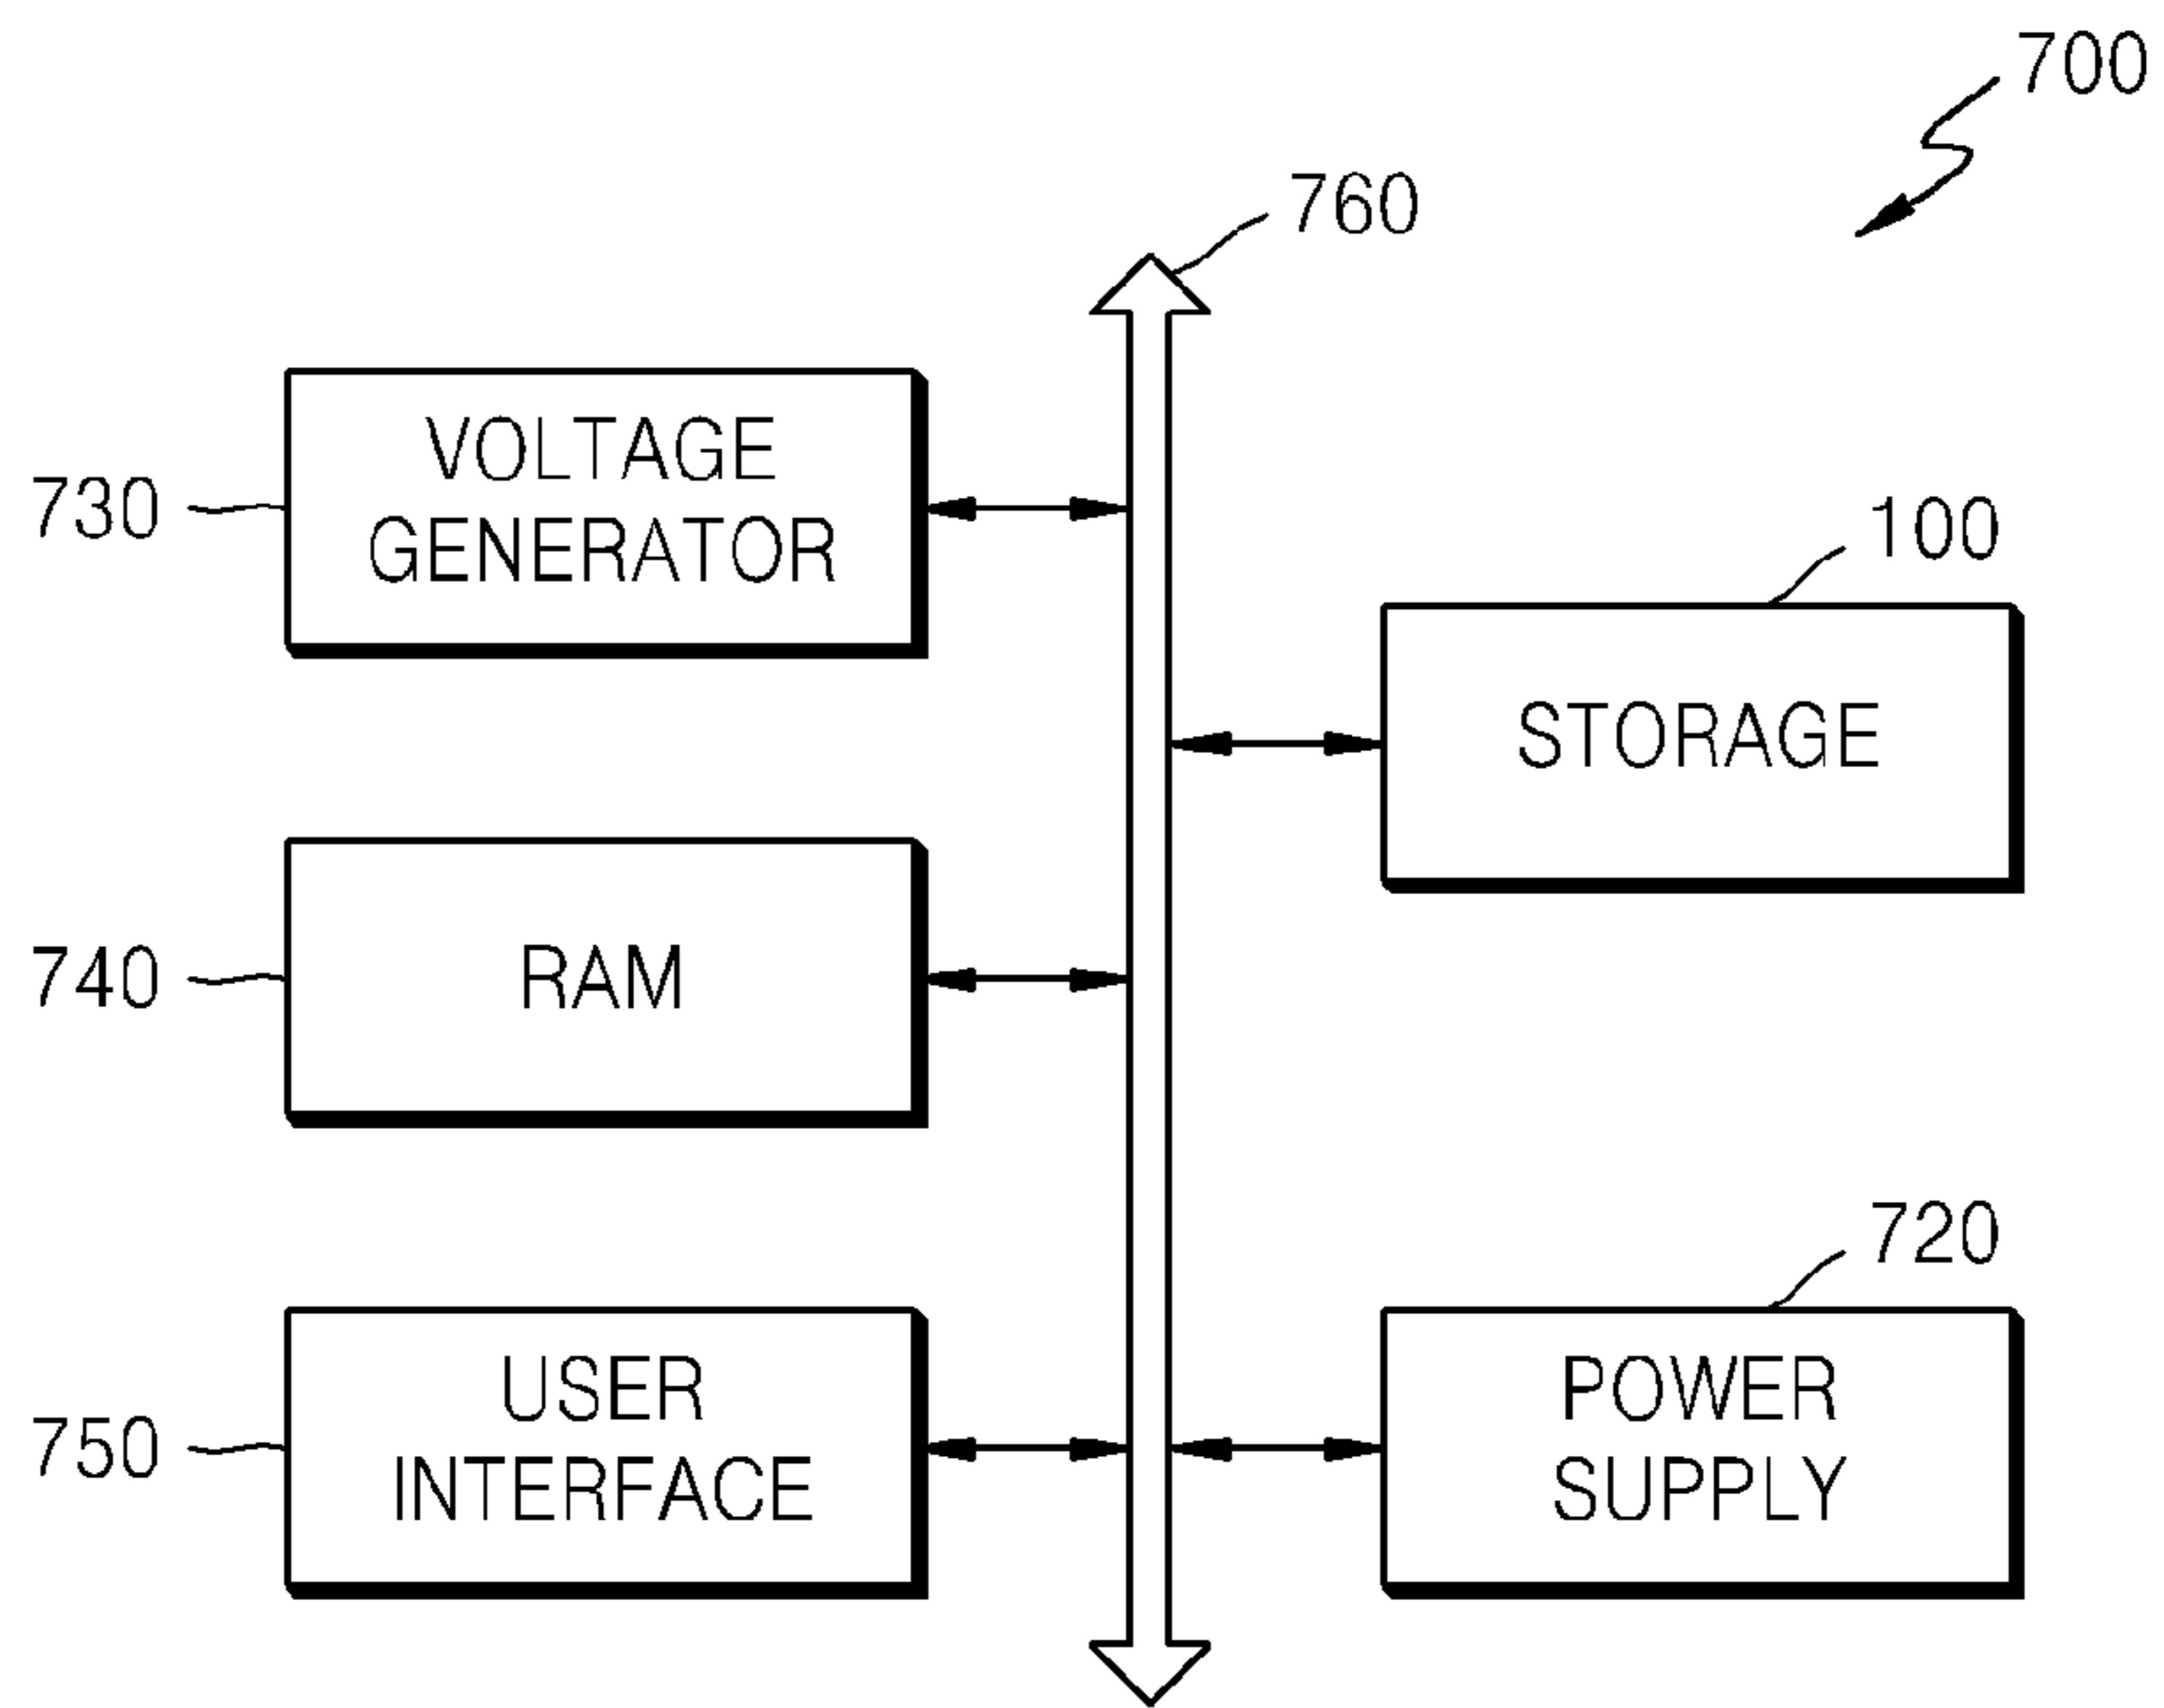 700
760
730
VOLTAGE
GENERATOR
100
STORAGE
740
RAM
720
750
USER
INTERFACE
POWER
SUPPLY